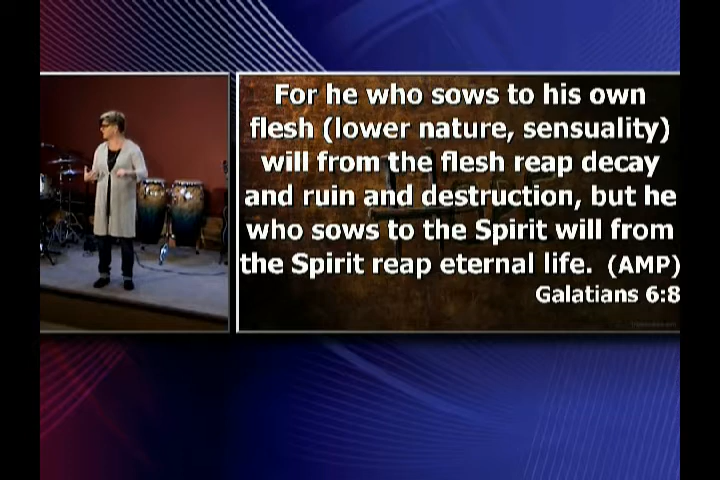 For he who sows to his own
flesh (lower nature, sensuality)
will from the flesh reap decay
and ruin and destruction, but he
who sows to the Spirit will from
the Spirit reap eternal life. (AMP)
Galatians 6:8